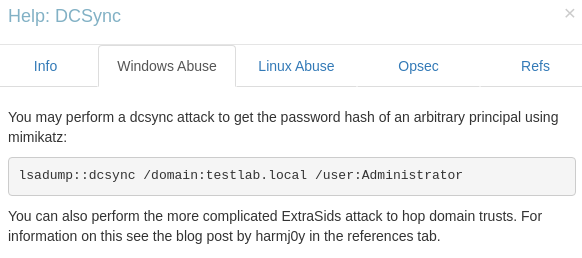 Help: DCSync
×
Info
Windows Abuse
Linux Abuse
Opsec
Refs
You may perform a dcsync attack to get the password hash of an arbitrary principal using
mimikatz:
lsadump::dcsync /domain:testlab.local /user:Administrator
You can also perform the more complicated ExtraSids attack to hop domain trusts. For
information on this see the blog post by harmj0y in the references tab.